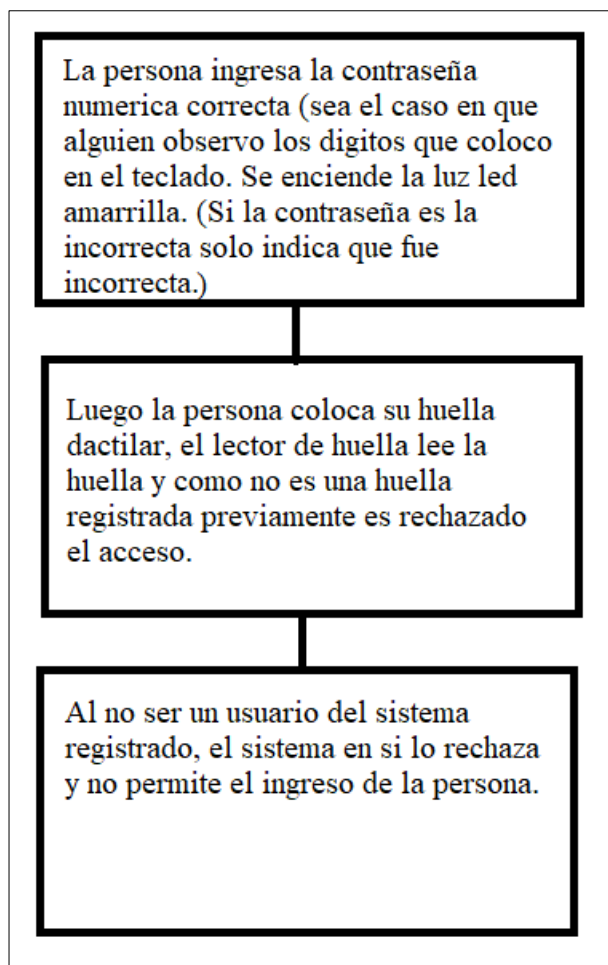 La persona ingresa la contraseña
numerica correcta (sea el caso en que
alguien observo los digitos que coloco
en el teclado. Se enciende la luz led
amarrilla. (Si la contraseña es la
incorrecta solo indica que fue
incorrecta.)
Luego la persona coloca su huella
dactilar, el lector de huella lee la
huella y como no es una huella
registrada previamente es rechazado
el acceso.
Al no ser un usuario del sistema
registrado, el sistema en si lo rechaza
y no permite el ingreso de la persona.